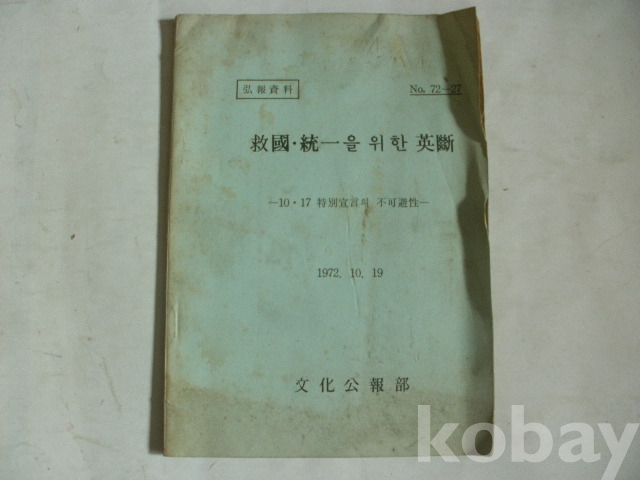 弘報資料
No. 72-27
救國·統一을 위한 英斷
—10·17 特別宣言의 不可避性—
1972. 10. 19
文化公報部
kobay